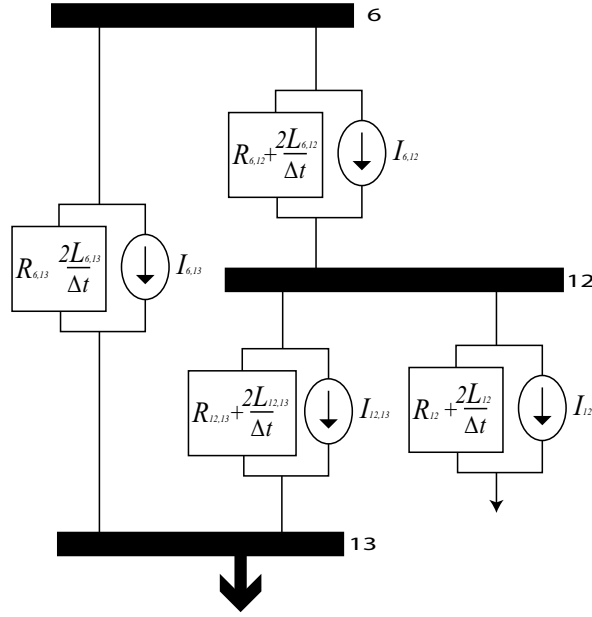 6
R6,12 + 2L6,12/Δt
I6,12
R6,13 2L6,13/Δt
I6,13
12
R12,13 + 2L12,13/Δt
I12,13
R12 + 2L12/Δt
I12
13